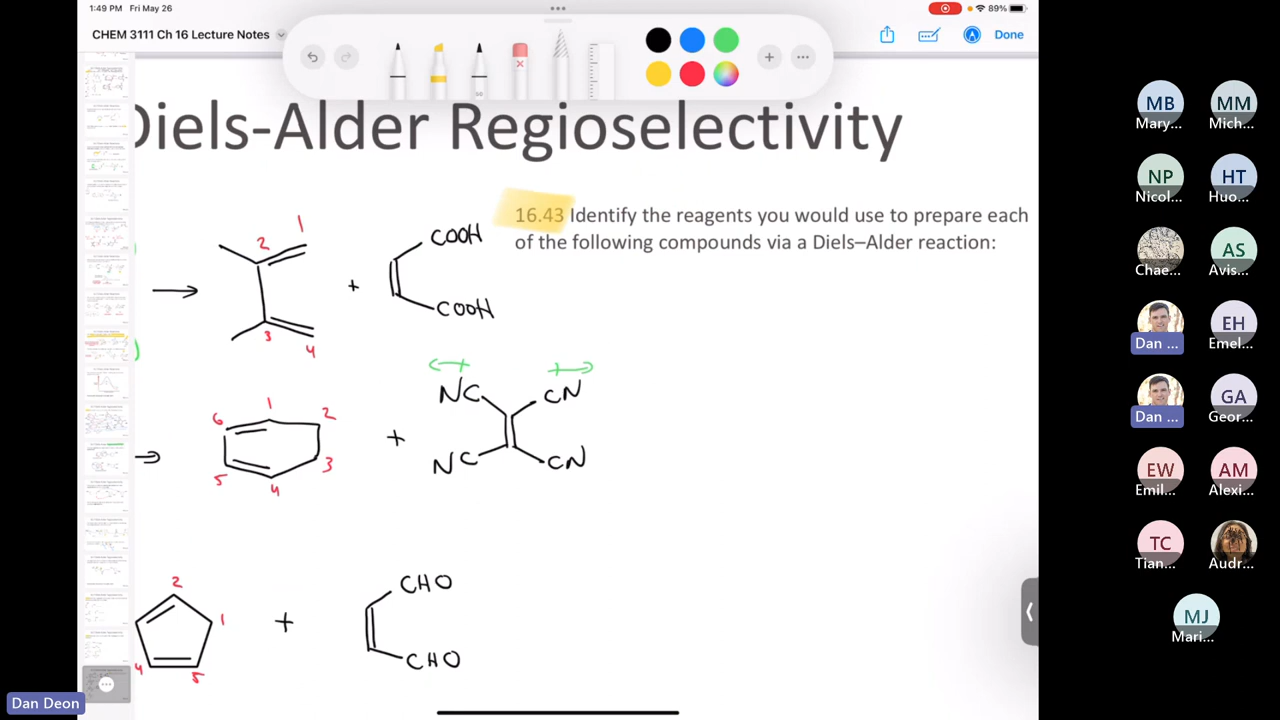 1:49 PM Fri May 26
89%
CHEM 3111 Ch 16 Lecture Notes
Done
Diels-Alder Regioselectivity
16.43 Identify the reagents you would use to prepare each
of the following compounds via a Diels–Alder reaction:
1
2
3
4
+
COOH
COOH
6
1
2
5
3
4
+
NC
CN
NC
CN
2
1
4
5
+
CHO
CHO
Dan Deon
MB
Mary...
MM
Mich...
NP
Nicol...
HT
Huo...
Chae...
AS
Avis...
Dan ...
EH
Emel...
Dan ...
GA
Geor...
EW
Emil...
AM
Alexi...
TC
Tian...
Audr...
MJ
Mari...